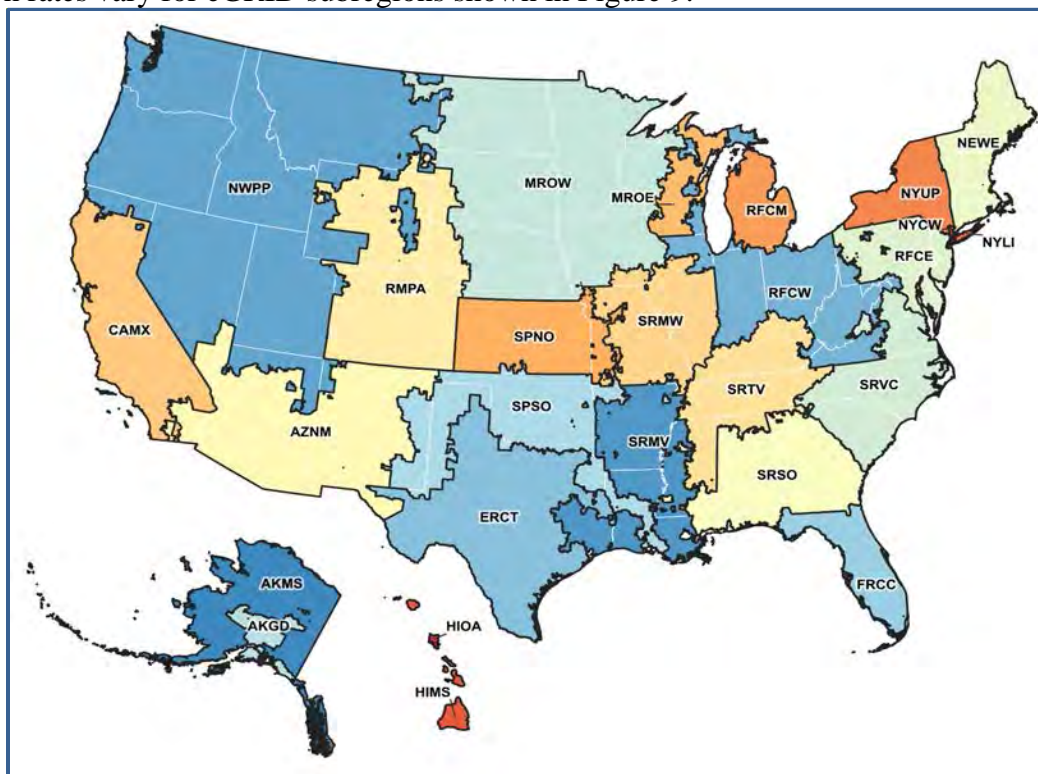 n rates vary for eGRID subregions shown in Figure 9.
NEWE
NWPP
MROW
NYUP
MROE
RFCM
NYCW
NYLI
RFCE
RMPA
RFCW
CAMX
SPNO
SRMW
SRTV
SRVC
SPSO
AZNM
SRMV
SRSO
ERCT
AKMS
FRCC
AKGD
HIOA
HIMS